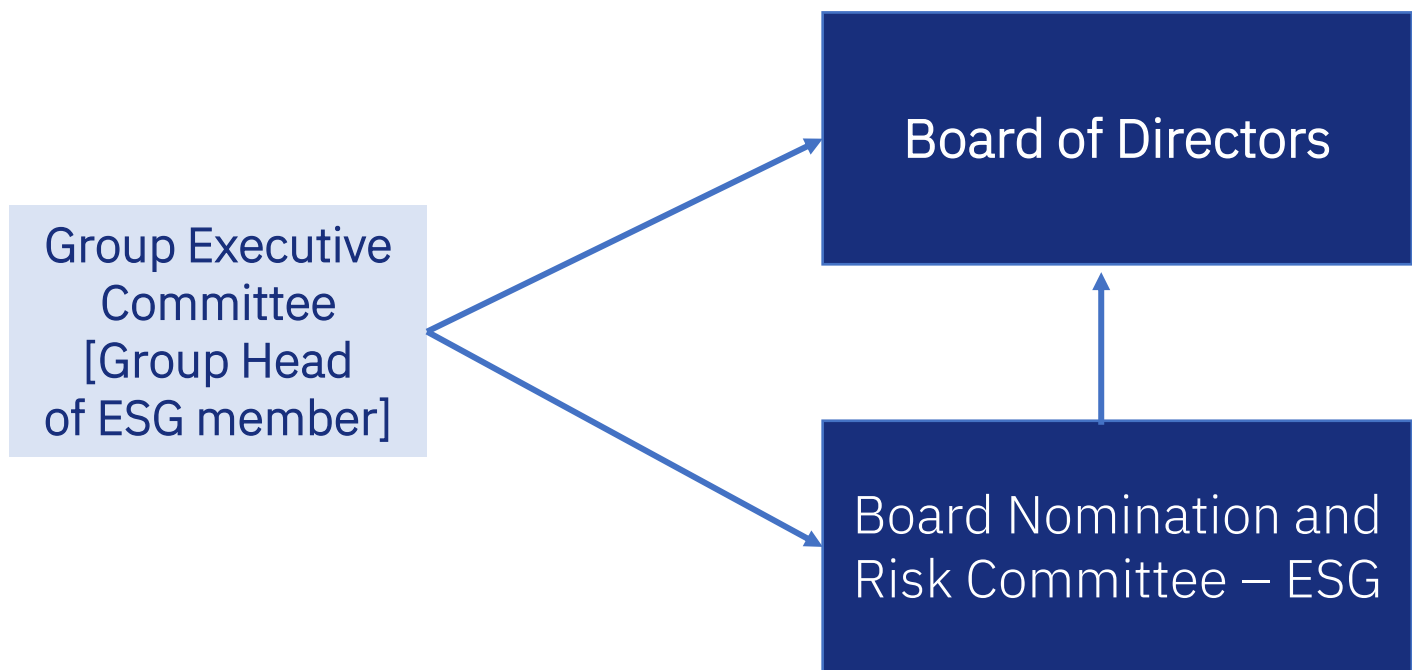 Board of Directors
Group Executive
Committee
[Group Head
of ESG member]
Board Nomination and
Risk Committee – ESG